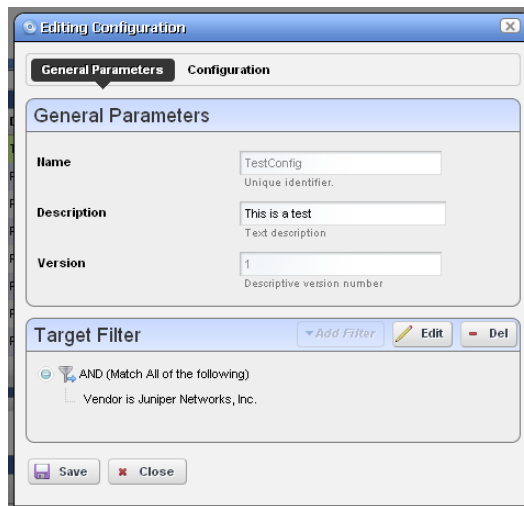 Editing Configuration
General Parameters Configuration
General Parameters
Name TestConfig
Unique identifier.
Description This is a test
Text description
Version 1
Descriptive version number
Target Filter Add Filter Edit Del
AND (Match All of the following)
Vendor is Juniper Networks, Inc.
Save Close